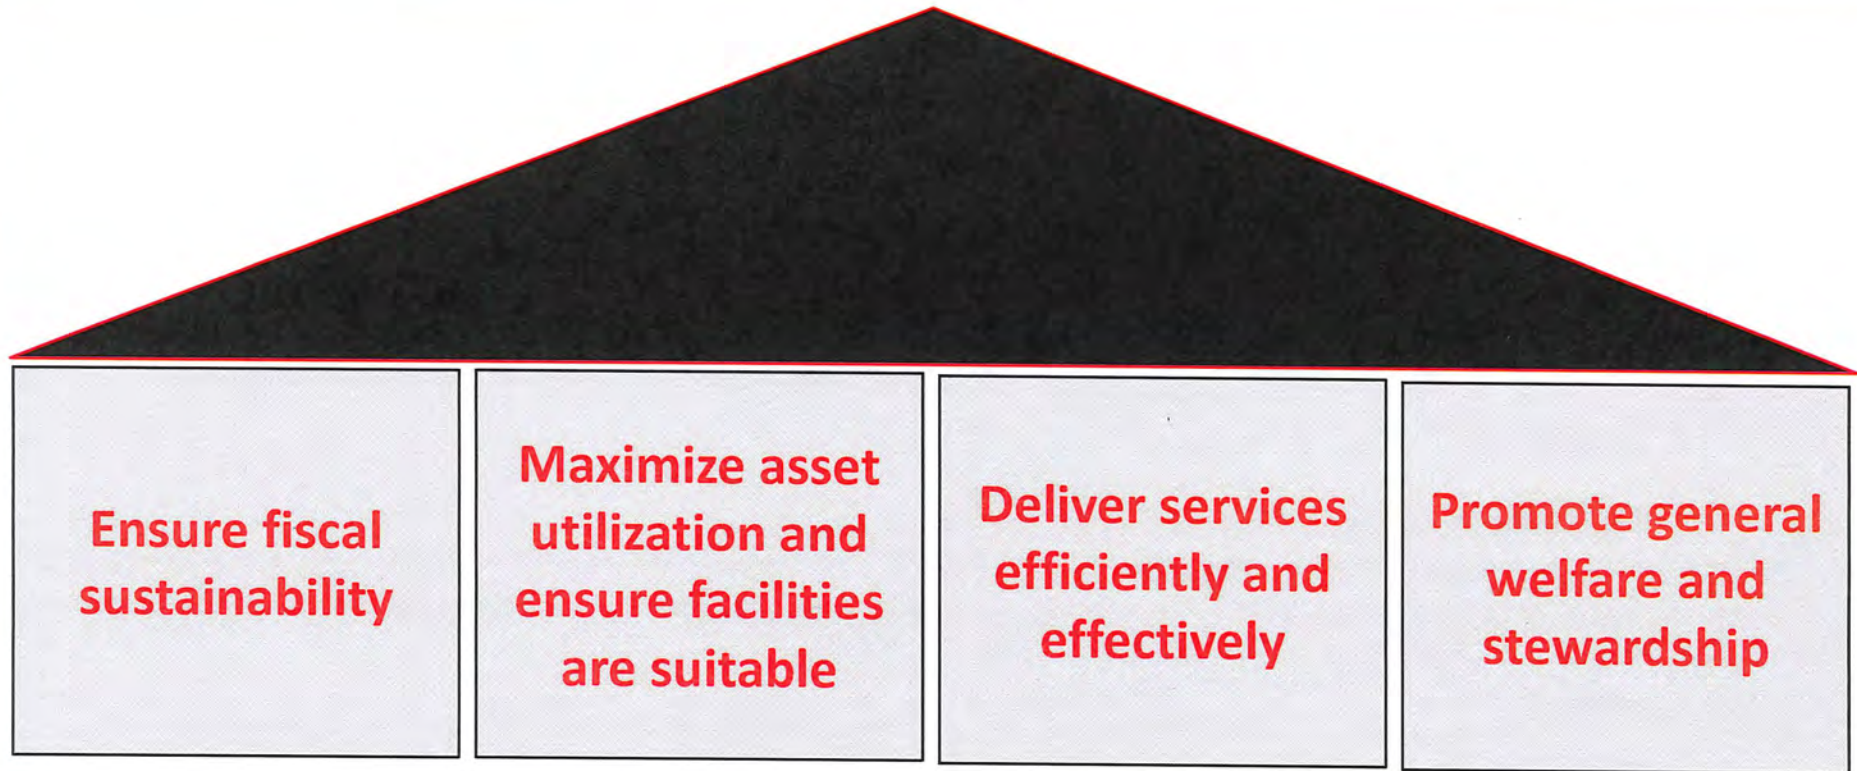 Ensure fiscal
sustainability
Maximize asset
utilization and
ensure facilities
are suitable
Deliver services
efficiently and
effectively
Promote general
welfare and
stewardship